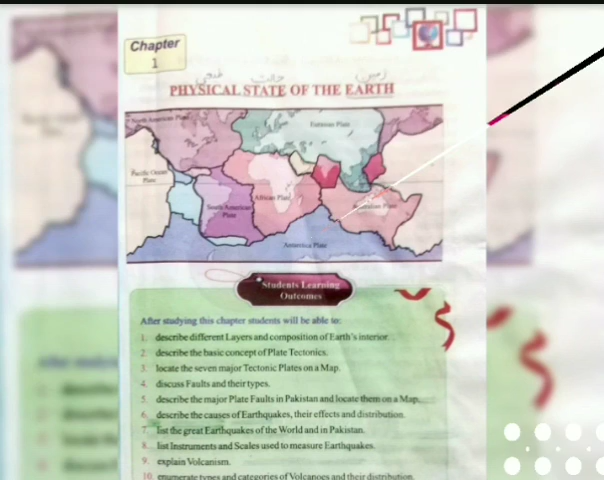 Chapter
1
طبعی حالت زمین
PHYSICAL STATE OF THE EARTH
North American Plate
Eurasian Plate
Pacific Ocean
Plate
African Plate
South American
Plate
Australian Plate
Antarctica Plate
Students Learning
Outcomes
After studying this chapter students will be able to:
1. describe different Layers and composition of Earth's interior.
2. describe the basic concept of Plate Tectonics.
3. locate the seven major Tectonic Plates on a Map.
4. discuss Faults and their types.
5. describe the major Plate Faults in Pakistan and locate them on a Map.
6. describe the causes of Earthquakes, their effects and distribution.
7. list the great Earthquakes of the World and in Pakistan.
8. list Instruments and Scales used to measure Earthquakes.
9. explain Volcanism.
10. enumerate types and categories of Volcanoes and their distribution.